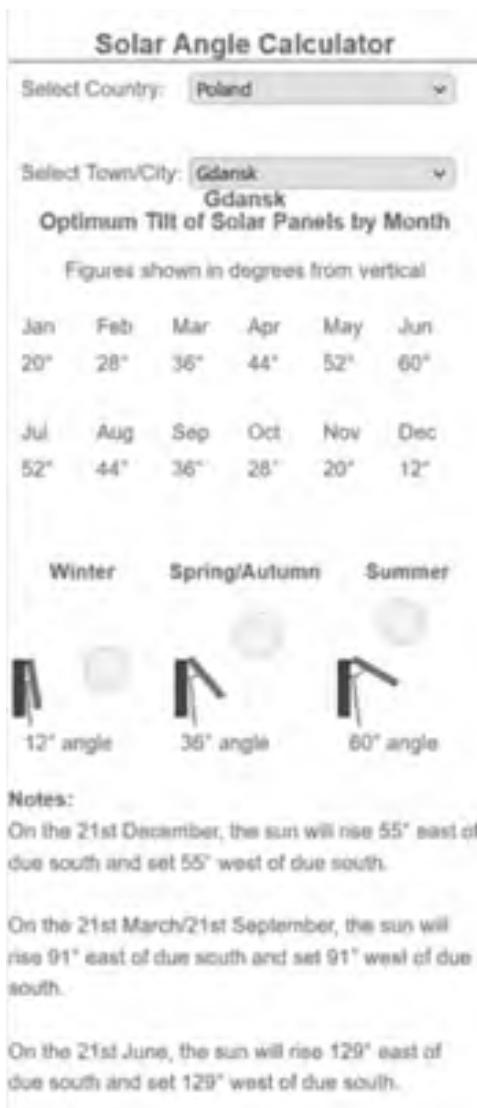 Solar Angle Calculator
Select Country: Poland
Select Town/City: Gdansk
Gdansk
Optimum Tilt of Solar Panels by Month
Figures shown in degrees from vertical
Jan Feb Mar Apr May Jun
20° 28° 36° 44° 52° 60°
Jul Aug Sep Oct Nov Dec
52° 44° 36° 28° 20° 12°
Winter Spring/Autumn Summer
12° angle 36° angle 60° angle
Notes:
On the 21st December, the sun will rise 55° east of
due south and set 55° west of due south.
On the 21st March/21st September, the sun will
rise 91° east of due south and set 91° west of due
south.
On the 21st June, the sun will rise 129° east of
due south and set 129° west of due south.